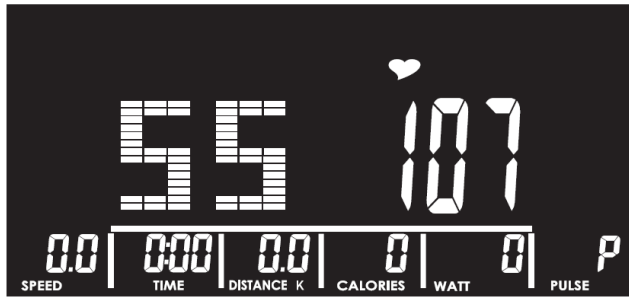 55 107
0.0 0:00 0.0 0 0 P
SPEED TIME DISTANCE K CALORIES WATT PULSE